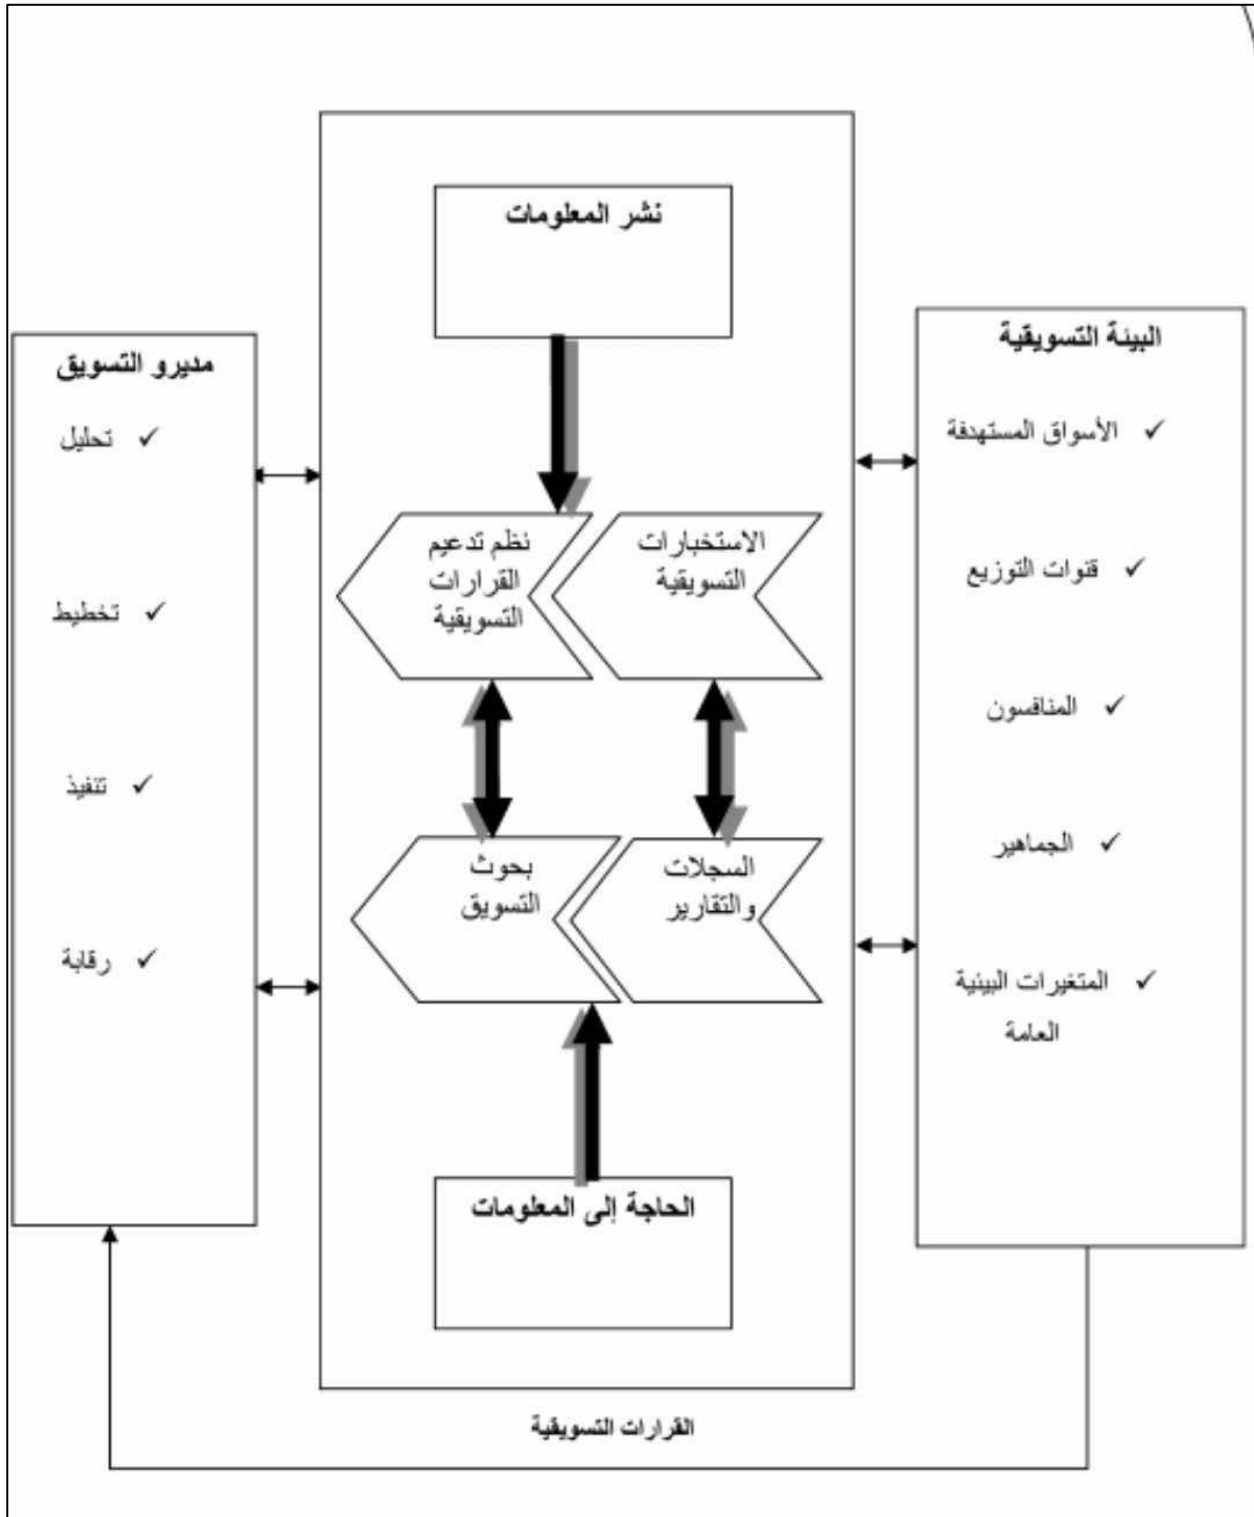 نشر المعلومات
البيئة التسويقية
الأسواق المستهدفة
قنوات التوزيع
المنافسون
الجماهير
المتغيرات البيئية
العامة
الاستخبارات
التسويقية
نظم تدعيم
القرارات
التسويقية
السجلات
والتقارير
بحوث
التسويق
الحاجة إلى المعلومات
مديرو التسويق
تحليل
تخطيط
تنفيذ
رقابة
القرارات التسويقية